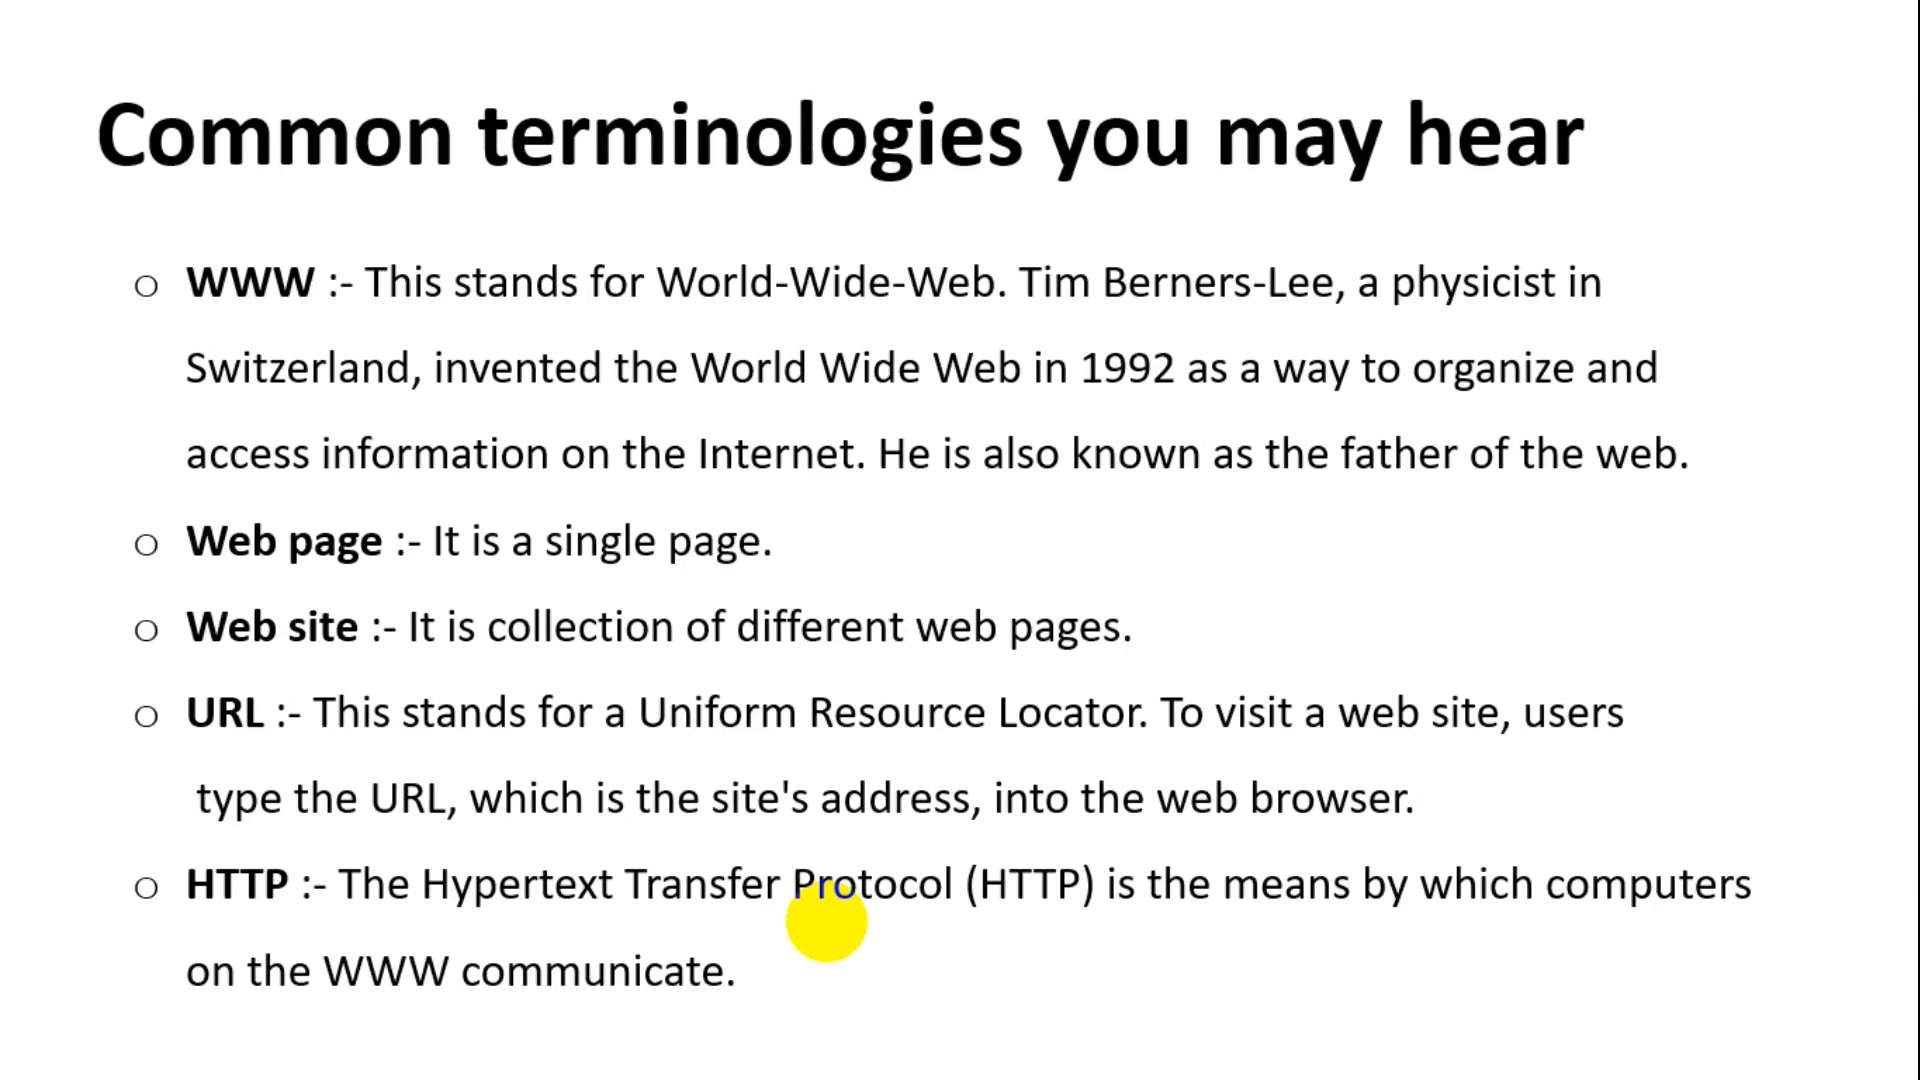 Common terminologies you may hear
○ WWW :- This stands for World-Wide-Web. Tim Berners-Lee, a physicist in
Switzerland, invented the World Wide Web in 1992 as a way to organize and
access information on the Internet. He is also known as the father of the web.
○ Web page :- It is a single page.
○ Web site :- It is collection of different web pages.
○ URL :- This stands for a Uniform Resource Locator. To visit a web site, users
type the URL, which is the site's address, into the web browser.
○ HTTP :- The Hypertext Transfer Protocol (HTTP) is the means by which computers
on the WWW communicate.